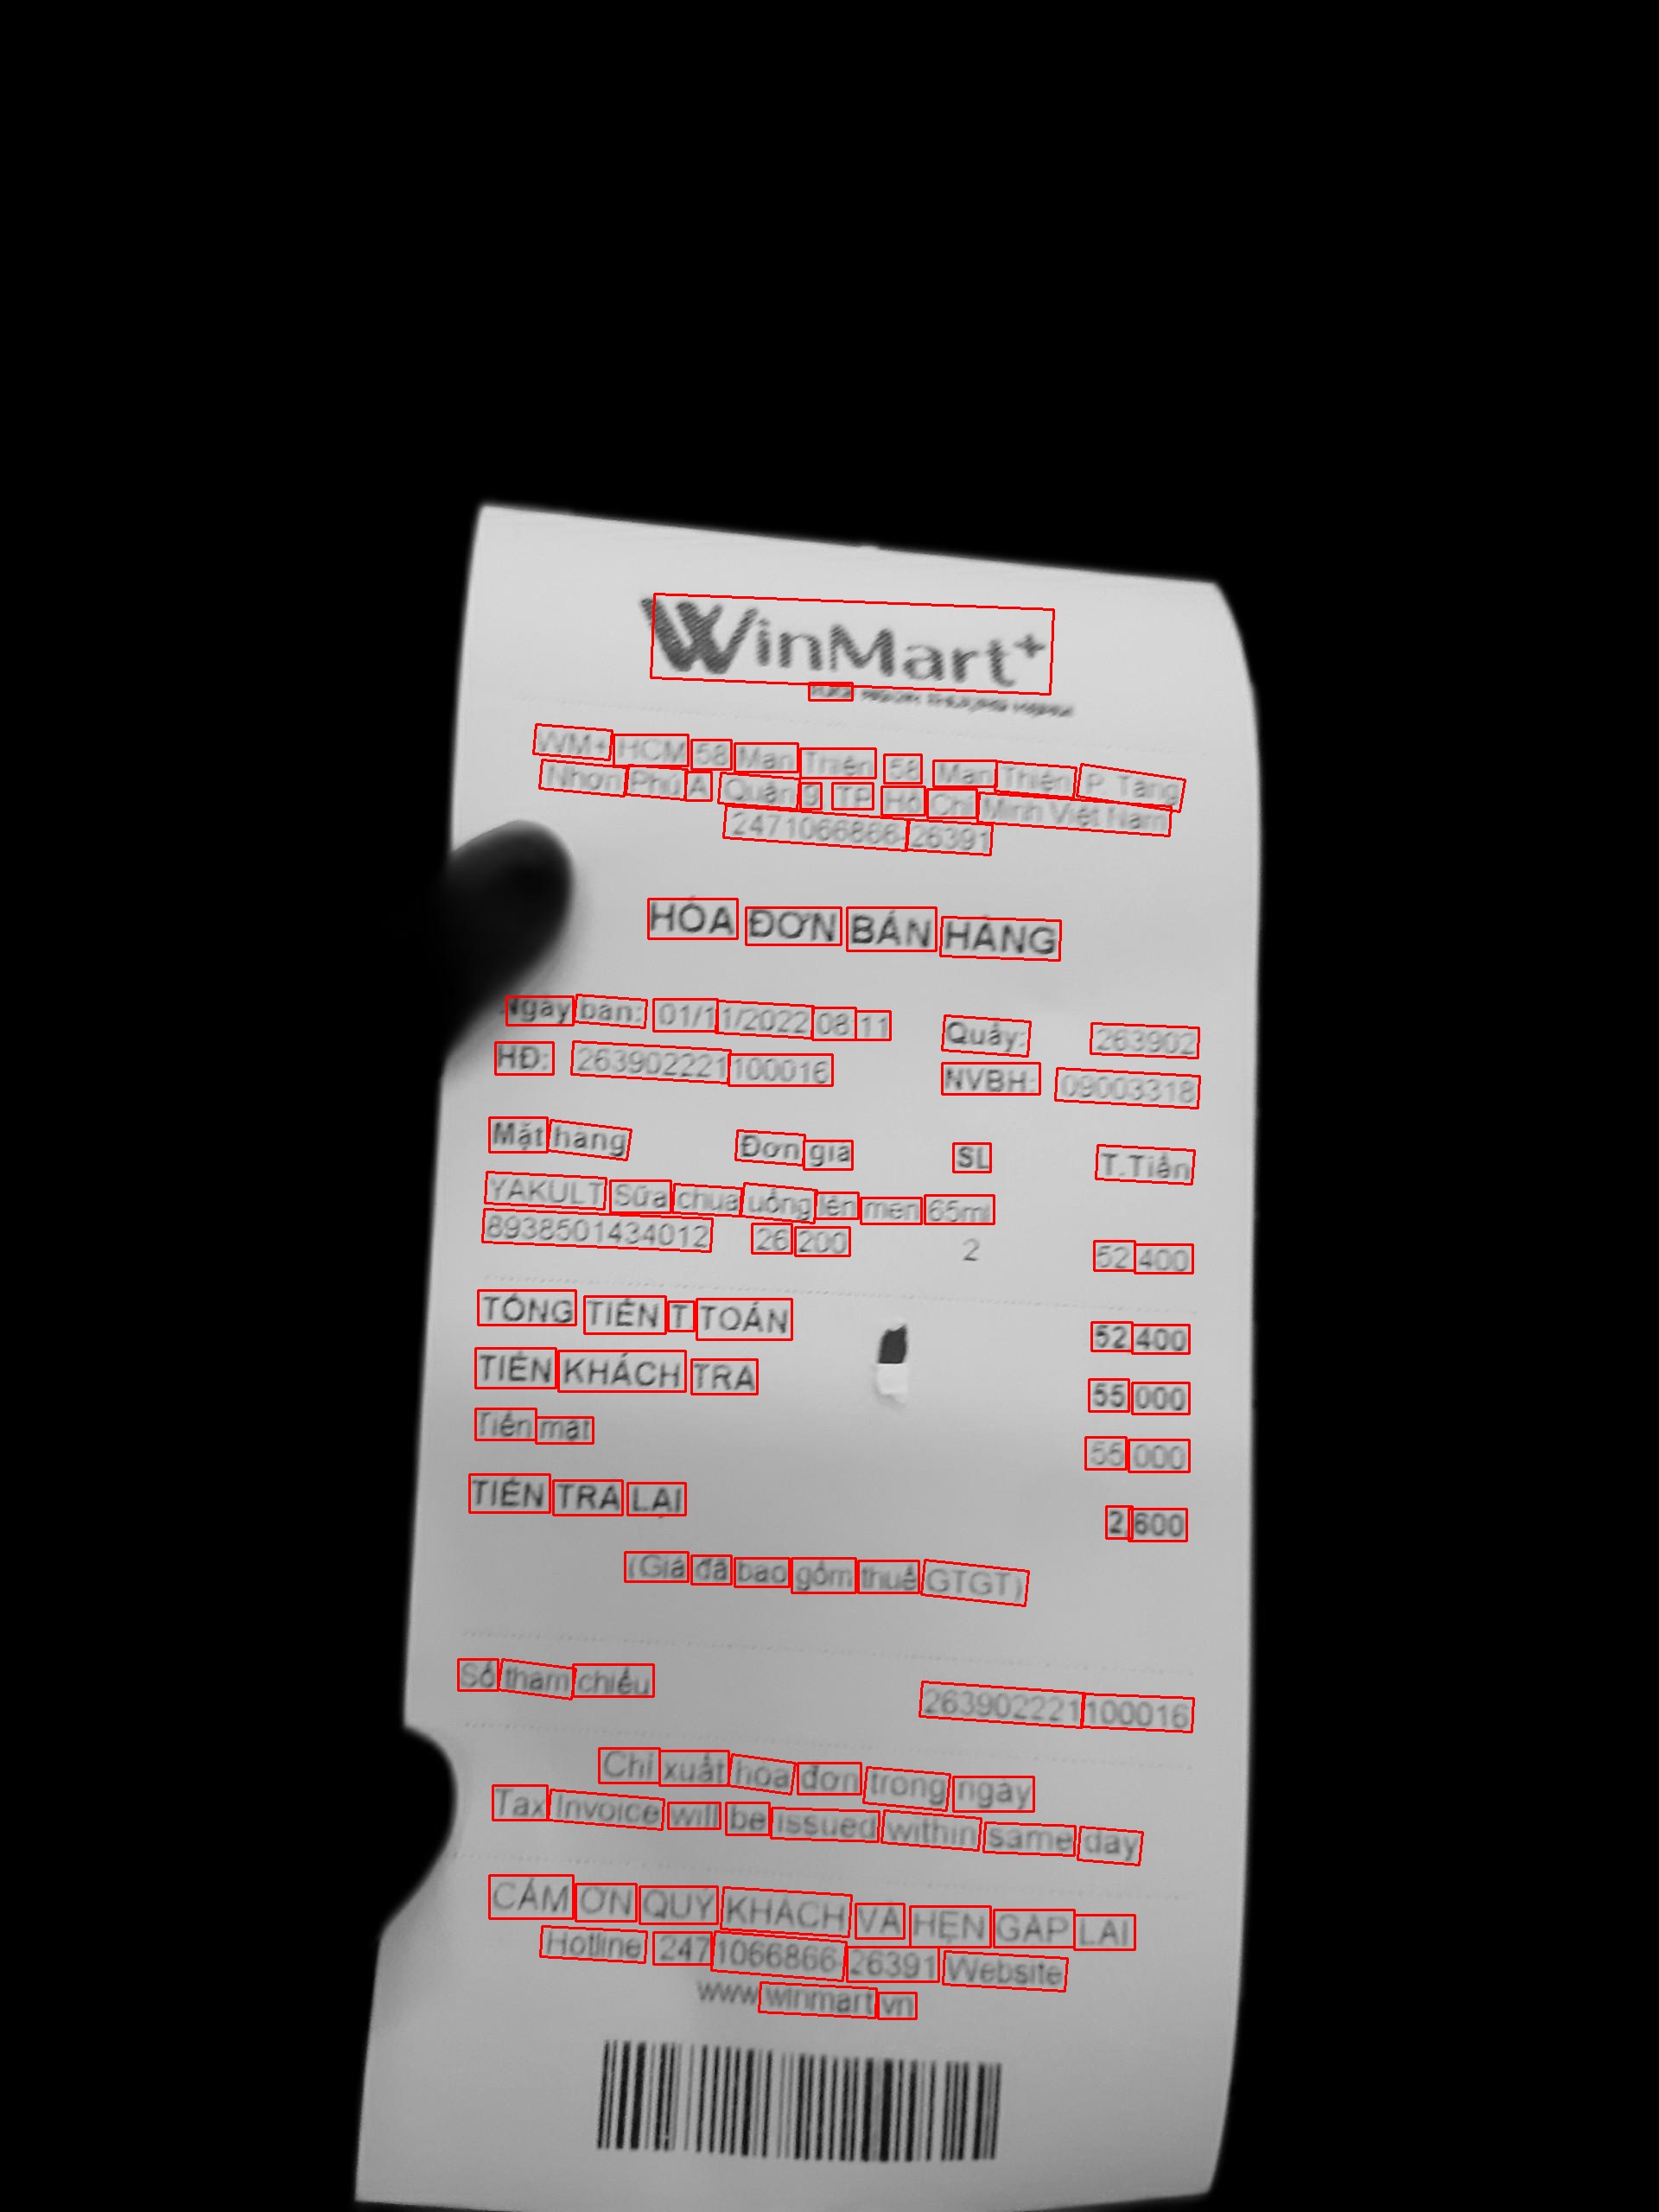 WinMart+
WM+ HCM 58 Man Thiện 58 Man Thiện P. Tăng
Nhơn Phú A Quận 9 TP Hồ Chí Minh Việt Nam
2471066866-26391
HÓA ĐƠN BÁN HÀNG
Ngày bán: 01/11/2022 08:11 Quầy: 263902
HĐ: 263902221100016 NVBH: 09003318
Mặt hàng Đơn giá SL T.Tiền
YAKULT Sữa chua uống lên men 65ml
8938501434012 26.200 2 52.400
TỔNG TIỀN T.TOÁN 52.400
TIỀN KHÁCH TRẢ 55.000
Tiền mặt 55.000
TIỀN TRẢ LẠI 2.600
(Giá đã bao gồm thuế GTGT)
Số tham chiếu 263902221100016
Chỉ xuất hóa đơn trong ngày
Tax Invoice will be issued within same day
CẢM ƠN QUÝ KHÁCH VÀ HẸN GẶP LẠI
Hotline 2471066866-26391 Website
www.winmart.vn